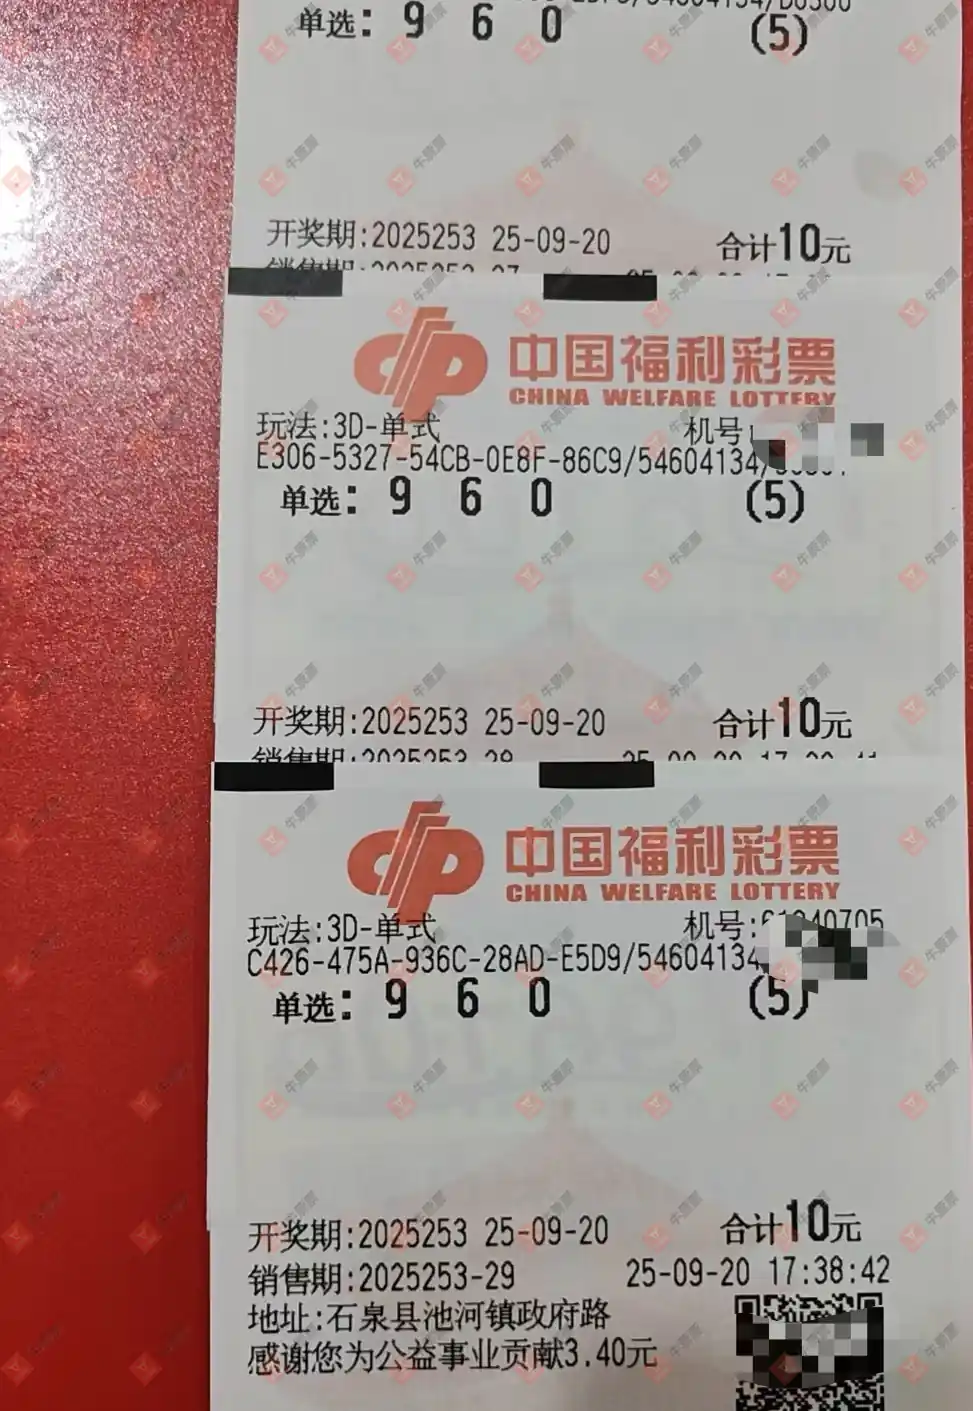 单选: 9 6 0 (5)
开奖期:2025253 25-09-20 合计10元
中国福利彩票
CHINA WELFARE LOTTERY
玩法:3D-单式 机号:
E306-5327-54CB-0E8F-86C9/54604134/
单选: 9 6 0 (5)
开奖期:2025253 25-09-20 合计10元
中国福利彩票
CHINA WELFARE LOTTERY
玩法:3D-单式 机号:
C426-475A-936C-28AD-E5D9/54604134
单选: 9 6 0 (5)
开奖期:2025253 25-09-20 合计10元
销售期:2025253-29 25-09-20 17:38:42
地址:石泉县池河镇政府路
感谢您为公益事业贡献3.40元